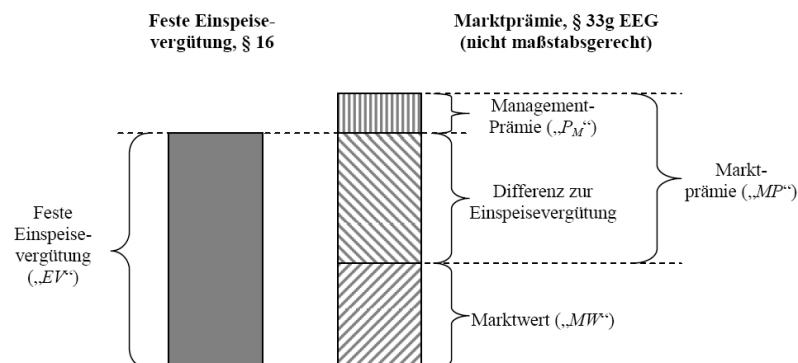 Feste Einspeise-
vergütung, § 16
Marktprämie, § 33g EEG
(nicht maßstabsgerecht)
Management-
Prämie („PM“)
Differenz zur
Einspeisevergütung
Markt-
prämie („MP“)
Feste
Einspeise-
vergütung
(„EV“)
Marktwert („MW“)